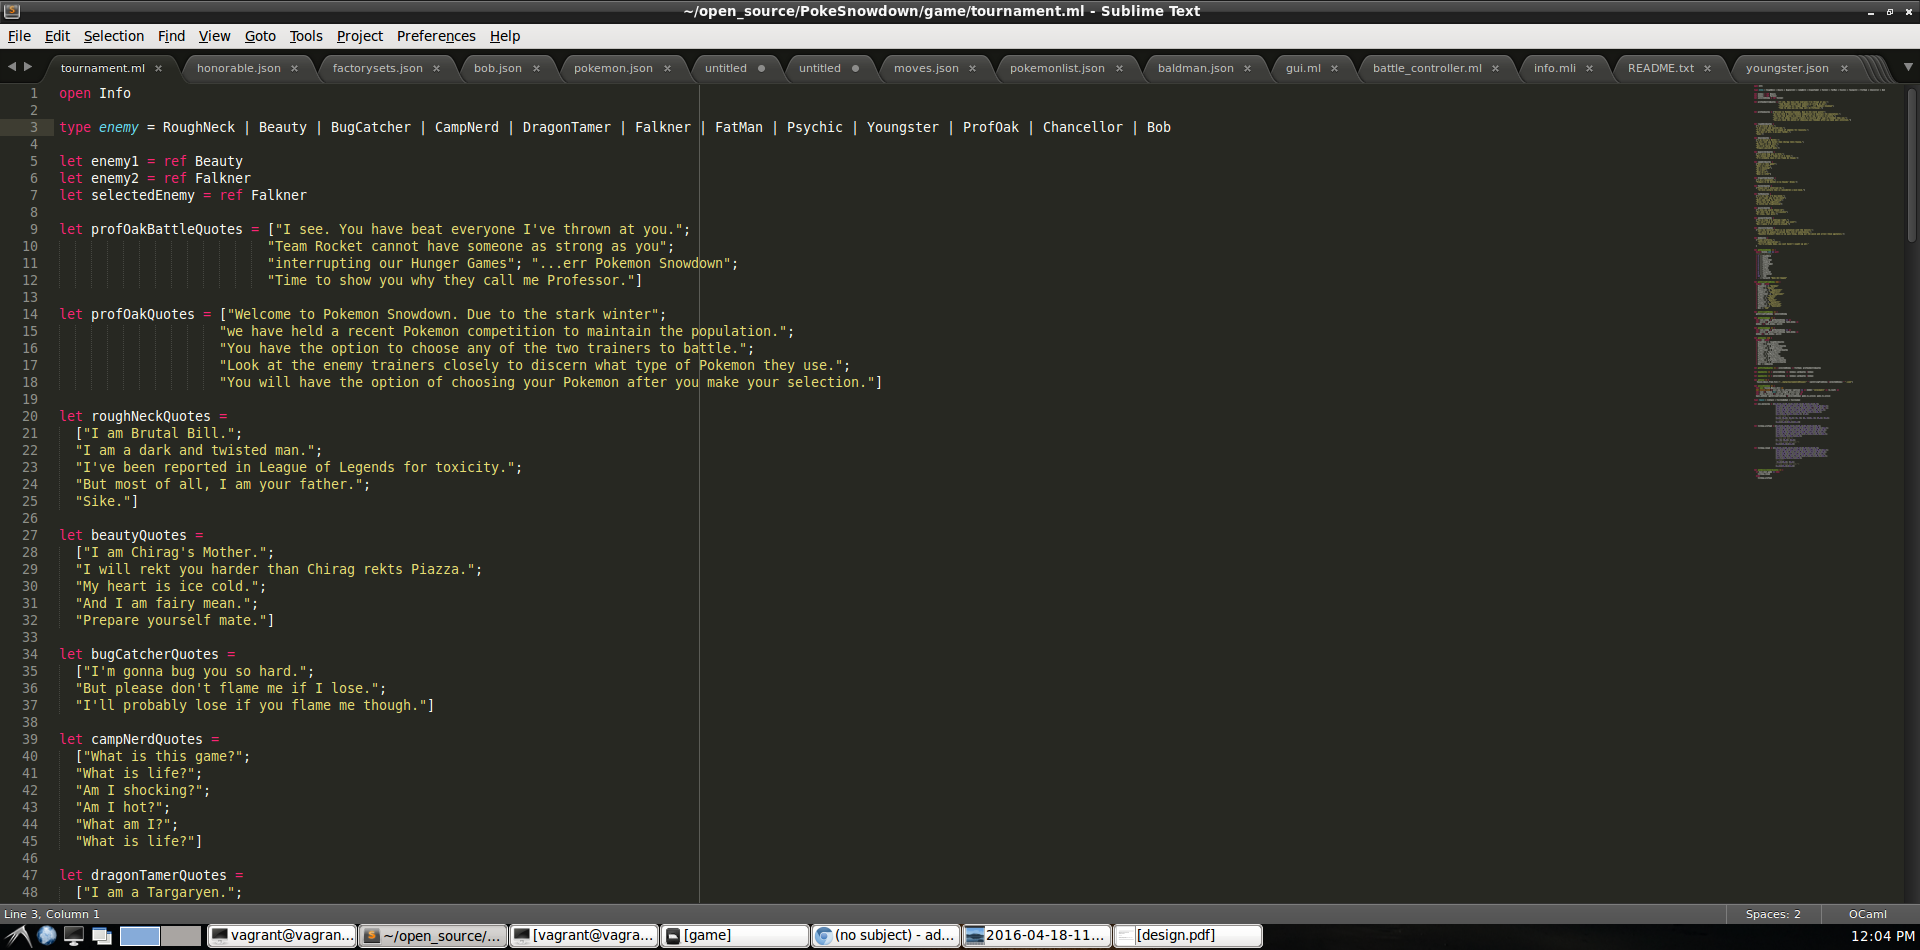 ~/open_source/PokeSnowdown/game/tournament.ml - Sublime Text
File Edit Selection Find View Goto Tools Project Preferences Help
tournament.ml honorable.json factorysets.json bob.json pokemon.json untitled untitled moves.json pokemonlist.json baldman.json gui.ml battle_controller.ml info.mli README.txt youngster.json
1 open Info
2
3 type enemy = RoughNeck | Beauty | BugCatcher | CampNerd | DragonTamer | Falkner | FatMan | Psychic | Youngster | ProfOak | Chancellor | Bob
4
5 let enemy1 = ref Beauty
6 let enemy2 = ref Falkner
7 let selectedEnemy = ref Falkner
8
9 let profOakBattleQuotes = ["I see. You have beat everyone I've thrown at you.";
10 "Team Rocket cannot have someone as strong as you";
11 "interrupting our Hunger Games"; "...err Pokemon Snowdown";
12 "Time to show you why they call me Professor."]
13
14 let profOakQuotes = ["Welcome to Pokemon Snowdown. Due to the stark winter";
15 "we have held a recent Pokemon competition to maintain the population.";
16 "You have the option to choose any of the two trainers to battle.";
17 "Look at the enemy trainers closely to discern what type of Pokemon they use.";
18 "You will have the option of choosing your Pokemon after you make your selection."]
19
20 let roughNeckQuotes =
21 ["I am Brutal Bill.";
22 "I am a dark and twisted man.";
23 "I've been reported in League of Legends for toxicity.";
24 "But most of all, I am your father.";
25 "Sike."]
26
27 let beautyQuotes =
28 ["I am Chirag's Mother.";
29 "I will rekt you harder than Chirag rekts Piazza.";
30 "My heart is ice cold.";
31 "And I am fairy mean.";
32 "Prepare yourself mate."]
33
34 let bugCatcherQuotes =
35 ["I'm gonna bug you so hard.";
36 "But please don't flame me if I lose.";
37 "I'll probably lose if you flame me though."]
38
39 let campNerdQuotes =
40 ["What is this game?";
41 "What is life?";
42 "Am I shocking?";
43 "Am I hot?";
44 "What am I?";
45 "What is life?"]
46
47 let dragonTamerQuotes =
48 ["I am a Targaryen.";
Line 3, Column 1 Spaces: 2 OCaml
vagrant@vagran... ~/open_source/... [vagrant@vagra... [game] (no subject) - ad... 2016-04-18-11... [design.pdf] 12:04 PM